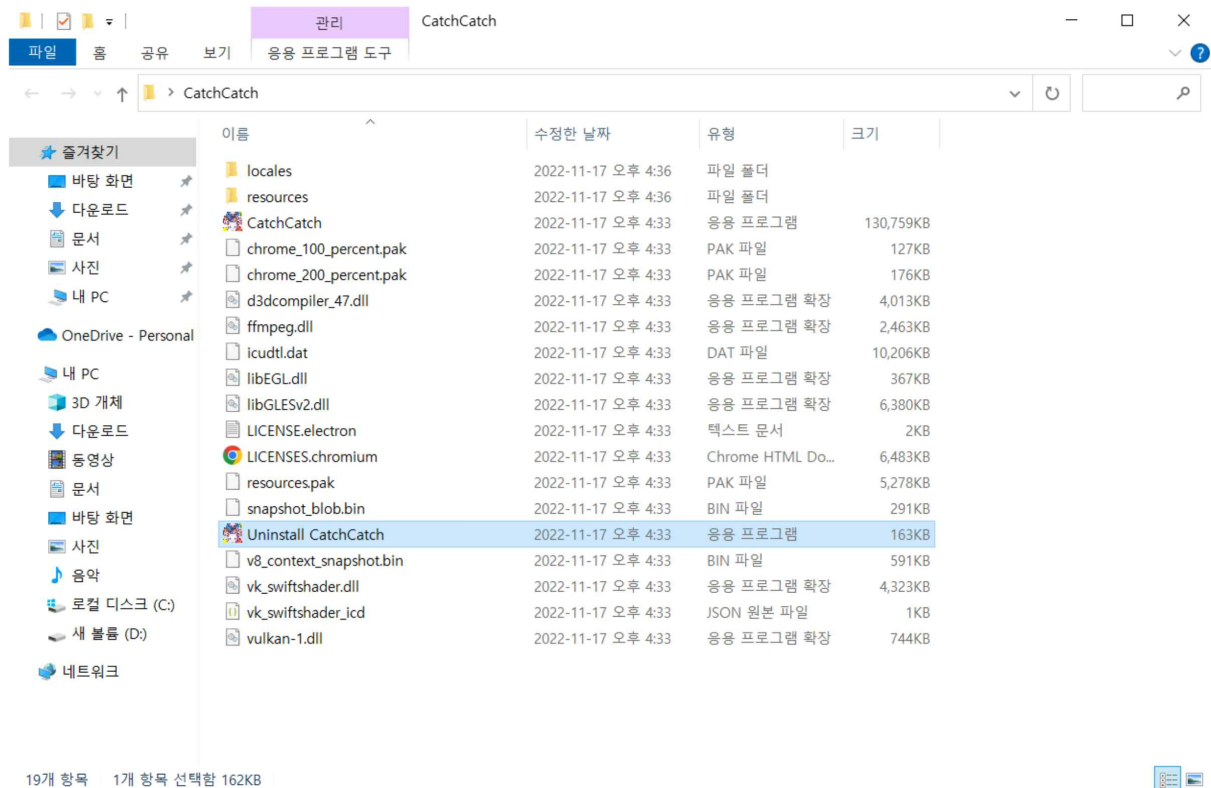 관리
CatchCatch
파일 홈 공유 보기 응용 프로그램 도구
CatchCatch
이름 수정한 날짜 유형 크기
즐겨찾기
바탕 화면
다운로드
문서
사진
내 PC
OneDrive - Personal
내 PC
3D 개체
다운로드
동영상
문서
바탕 화면
사진
음악
로컬 디스크 (C:)
새 볼륨 (D:)
네트워크
locales 2022-11-17 오후 4:36 파일 폴더
resources 2022-11-17 오후 4:36 파일 폴더
CatchCatch 2022-11-17 오후 4:33 응용 프로그램 130,759KB
chrome_100_percent.pak 2022-11-17 오후 4:33 PAK 파일 127KB
chrome_200_percent.pak 2022-11-17 오후 4:33 PAK 파일 176KB
d3dcompiler_47.dll 2022-11-17 오후 4:33 응용 프로그램 확장 4,013KB
ffmpeg.dll 2022-11-17 오후 4:33 응용 프로그램 확장 2,463KB
icudtl.dat 2022-11-17 오후 4:33 DAT 파일 10,206KB
libEGL.dll 2022-11-17 오후 4:33 응용 프로그램 확장 367KB
libGLESv2.dll 2022-11-17 오후 4:33 응용 프로그램 확장 6,380KB
LICENSE.electron 2022-11-17 오후 4:33 텍스트 문서 2KB
LICENSES.chromium 2022-11-17 오후 4:33 Chrome HTML Do... 6,483KB
resources.pak 2022-11-17 오후 4:33 PAK 파일 5,278KB
snapshot_blob.bin 2022-11-17 오후 4:33 BIN 파일 291KB
Uninstall CatchCatch 2022-11-17 오후 4:33 응용 프로그램 163KB
v8_context_snapshot.bin 2022-11-17 오후 4:33 BIN 파일 591KB
vk_swiftshader.dll 2022-11-17 오후 4:33 응용 프로그램 확장 4,323KB
vk_swiftshader_icd 2022-11-17 오후 4:33 JSON 원본 파일 1KB
vulkan-1.dll 2022-11-17 오후 4:33 응용 프로그램 확장 744KB
19개 항목 1개 항목 선택함 162KB